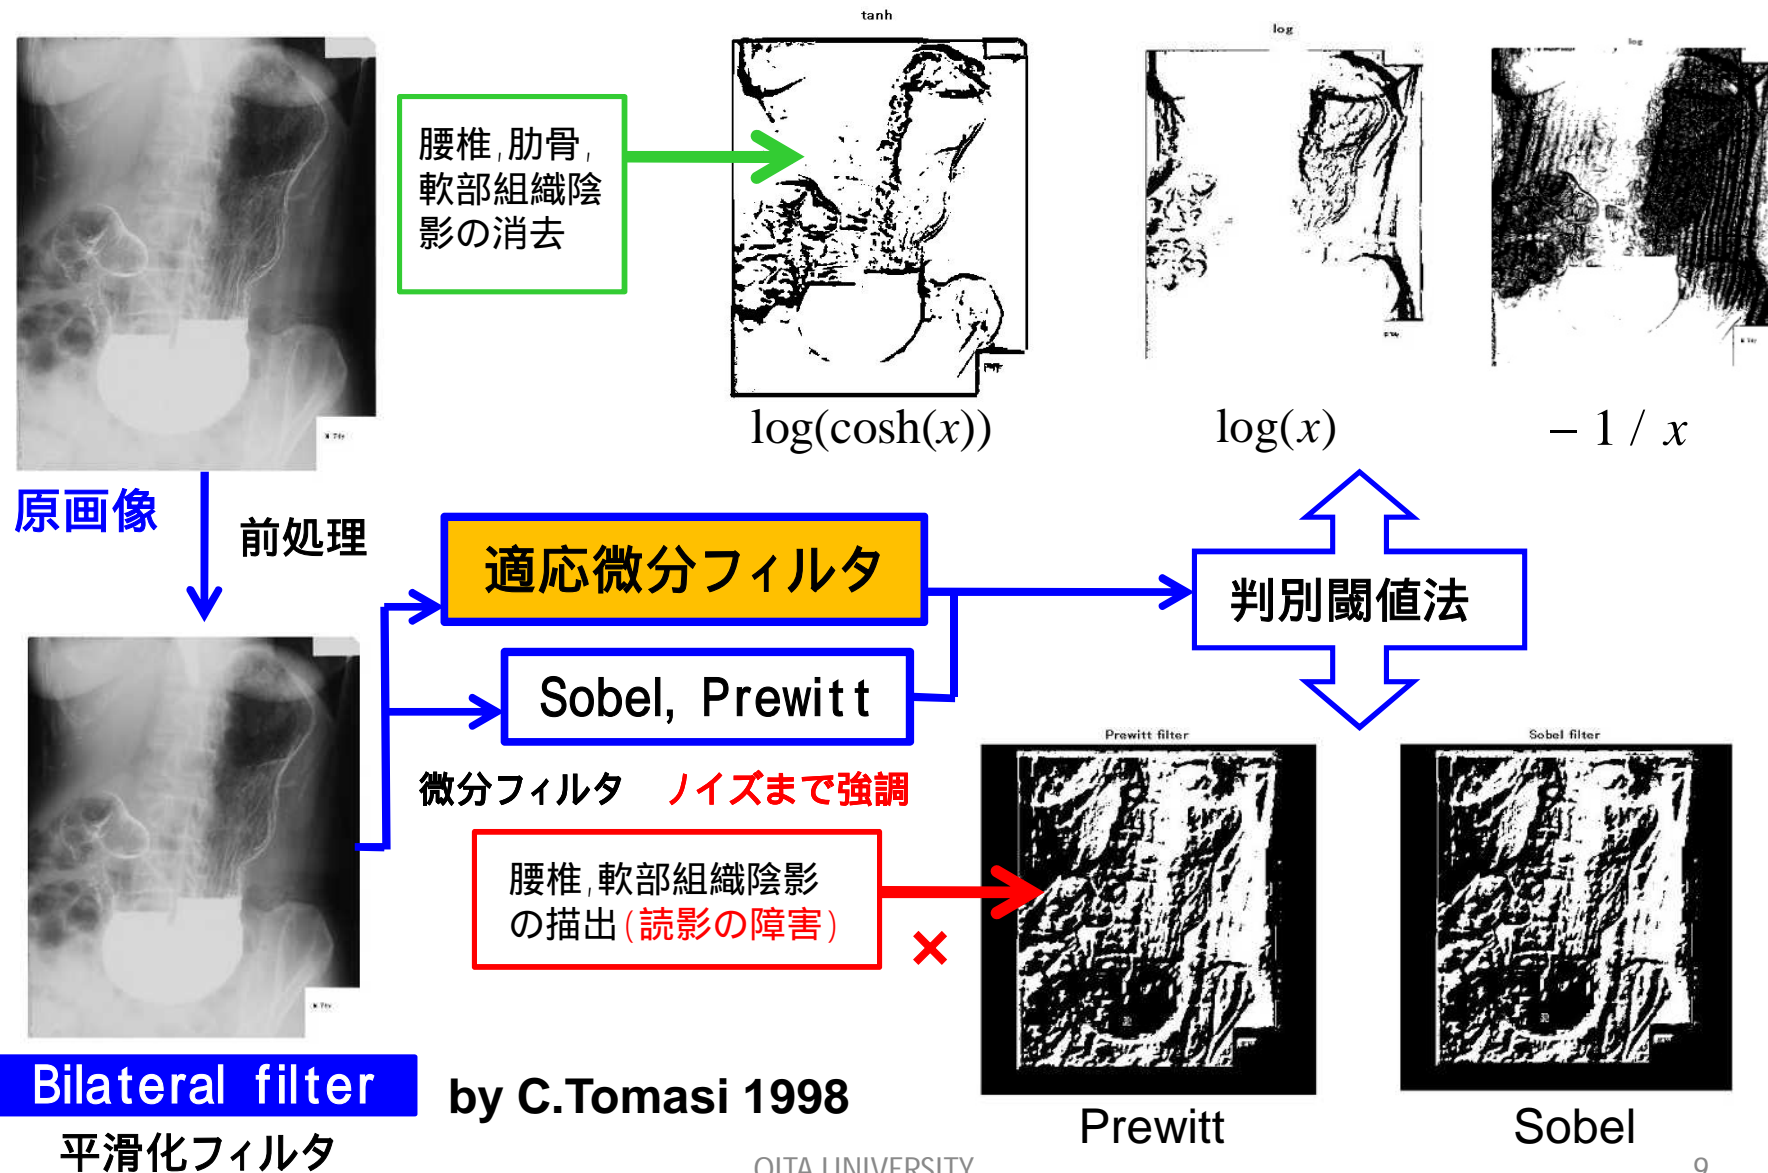 tanh
log
log
腰椎,肋骨,
軟部組織陰
影の消去
log(cosh(x))
log(x)
− 1 / x
原画像
前処理
適応微分フィルタ
判別閾値法
Sobel, Prewitt
微分フィルタ ノイズまで強調
腰椎,軟部組織陰影
の描出(読影の障害)
×
Prewitt filter
Sobel filter
Bilateral filter
by C.Tomasi 1998
平滑化フィルタ
Prewitt
Sobel
OITA UNIVERSITY
9